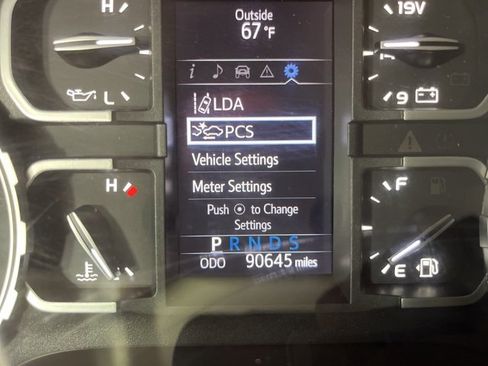 Outside
67 °F
H
L
19V
9
i
LDA
PCS
Vehicle Settings
Meter Settings
Push to Change
Settings
P R N D S
ODO 90645 miles
H
F
E